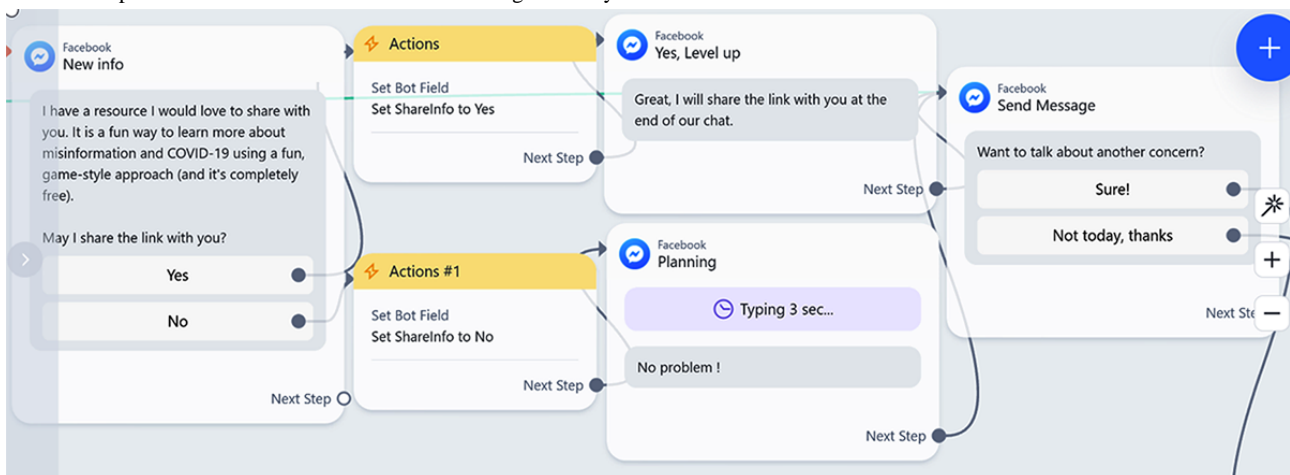 Facebook
New info
I have a resource I would love to share with
you. It is a fun way to learn more about
misinformation and COVID-19 using a fun,
game-style approach (and it's completely
free).
May I share the link with you?
Yes
No
Next Step
Actions
Set Bot Field
Set ShareInfo to Yes
Next Step
Actions #1
Set Bot Field
Set ShareInfo to No
Next Step
Facebook
Yes, Level up
Great, I will share the link with you at the
end of our chat.
Next Step
Facebook
Planning
Typing 3 sec...
No problem !
Next Step
Facebook
Send Message
Want to talk about another concern?
Sure!
Not today, thanks
Next Ste